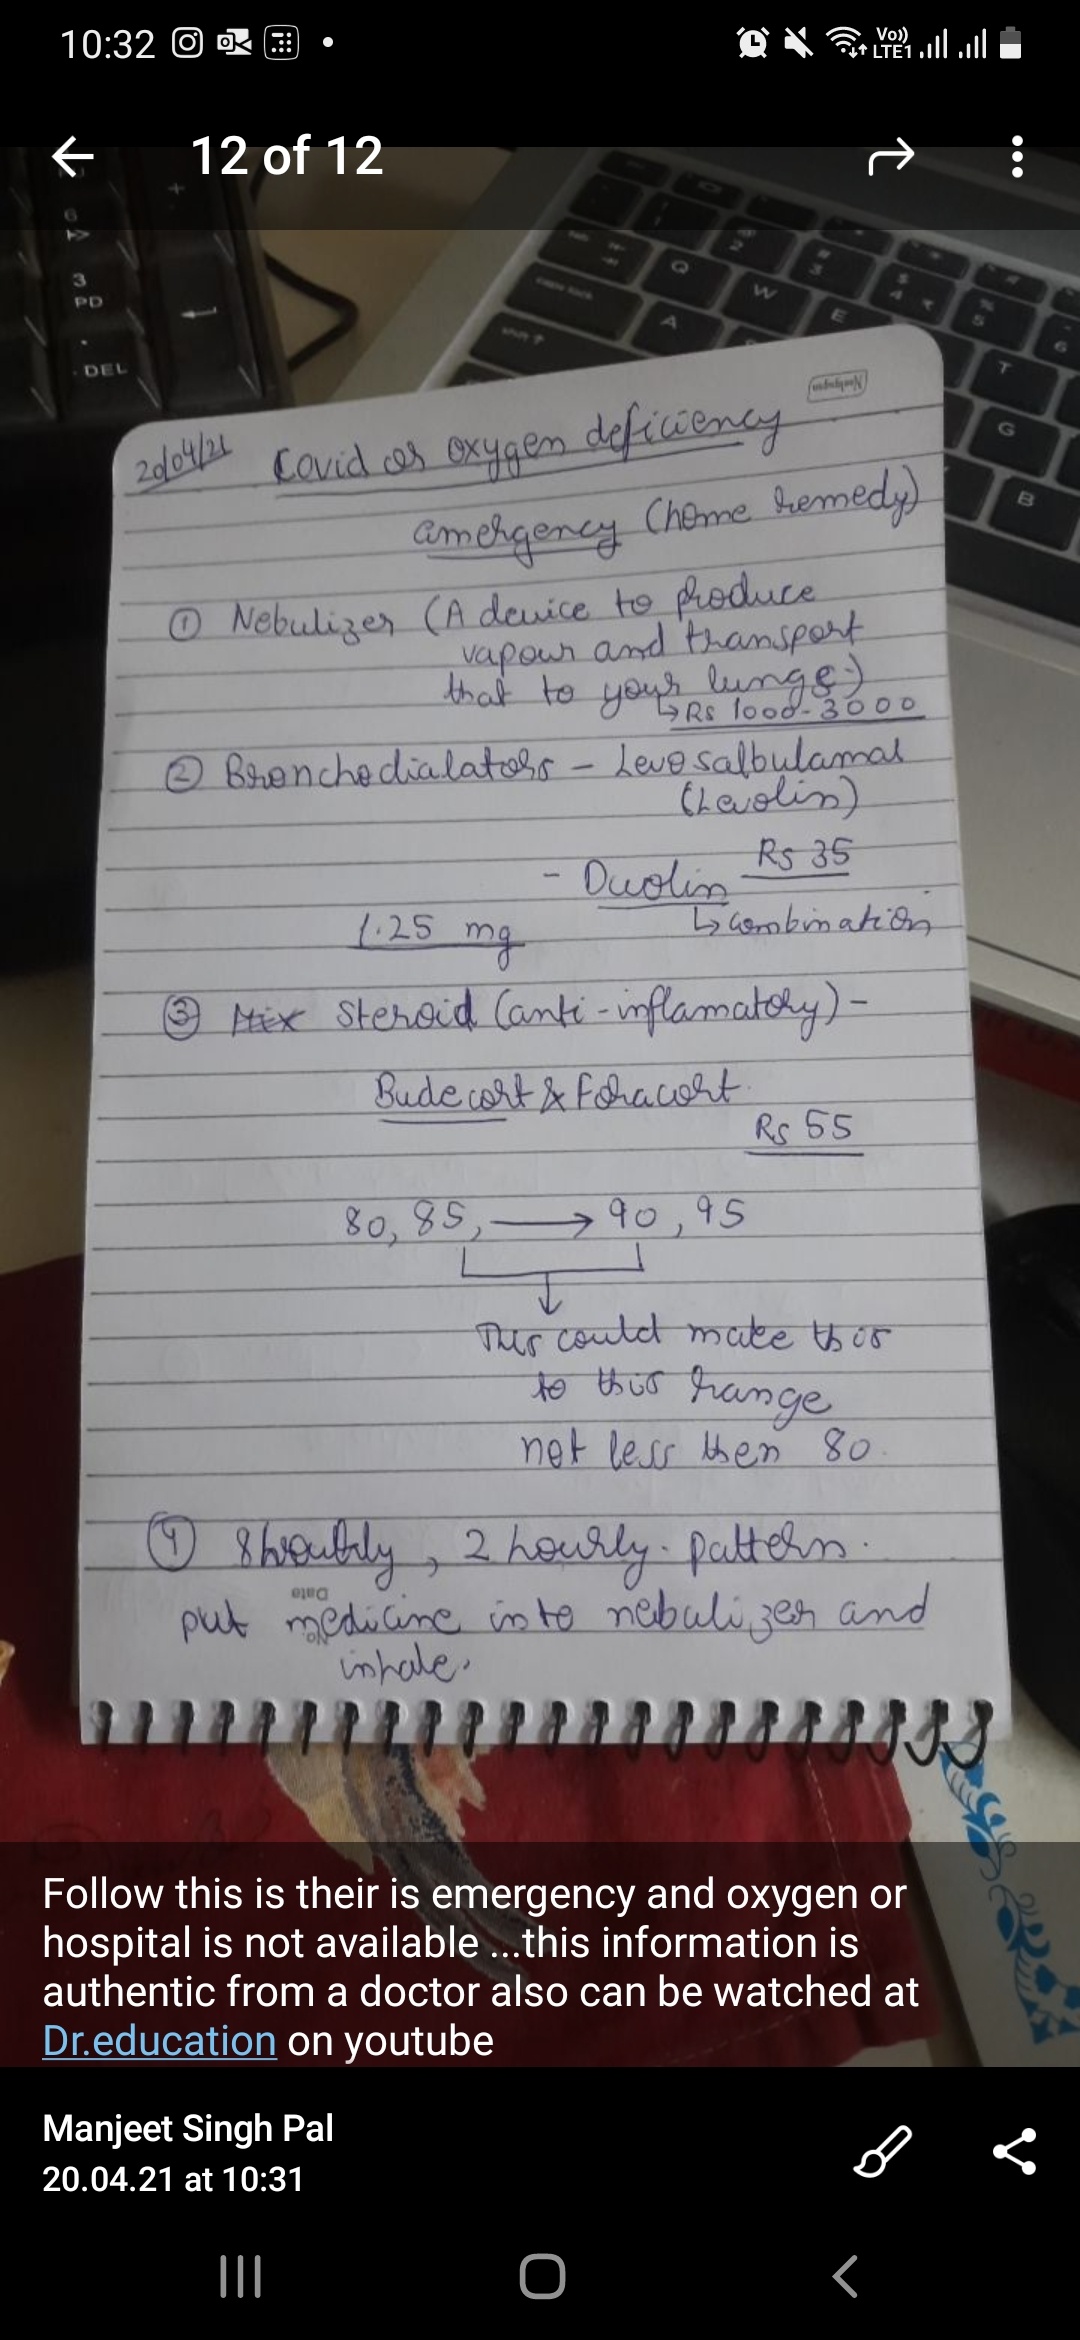 10:32
Vo))
LTE1
12 of 12
6
3
PD
.
DEL
Q
W
E
A
T
G
B
20/04/21 Covid or oxygen deficiency
amergency (home remedy)
① Nebulizer (A device to produce
vapour and transport
that to your lungs)
↳ Rs 1000-3000
② Bronchodialators - Levosalbulamal
(Levolin)
Rs 35
- Duolin
↳ combination
1.25 mg
③ Mix Steroid (anti-inflamatory) -
Budecort & Foracort
Rs 55
80, 85, → 90, 95
This could make this
to this range
not less then 80.
④ 8 hourly, 2 hourly. pattern.
Date
put medicine into nebulizer and
No
inhale.
Follow this is their is emergency and oxygen or
hospital is not available ...this information is
authentic from a doctor also can be watched at
Dr.education on youtube
Manjeet Singh Pal
20.04.21 at 10:31